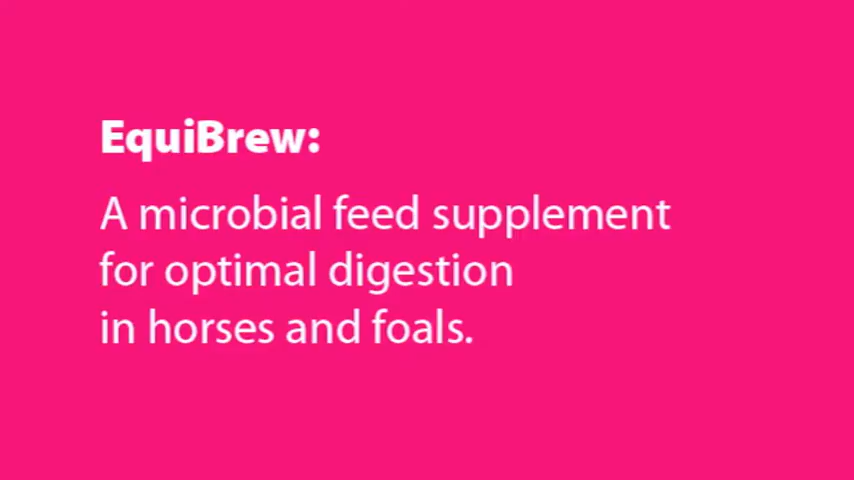 EquiBrew:
A microbial feed supplement
for optimal digestion
in horses and foals.